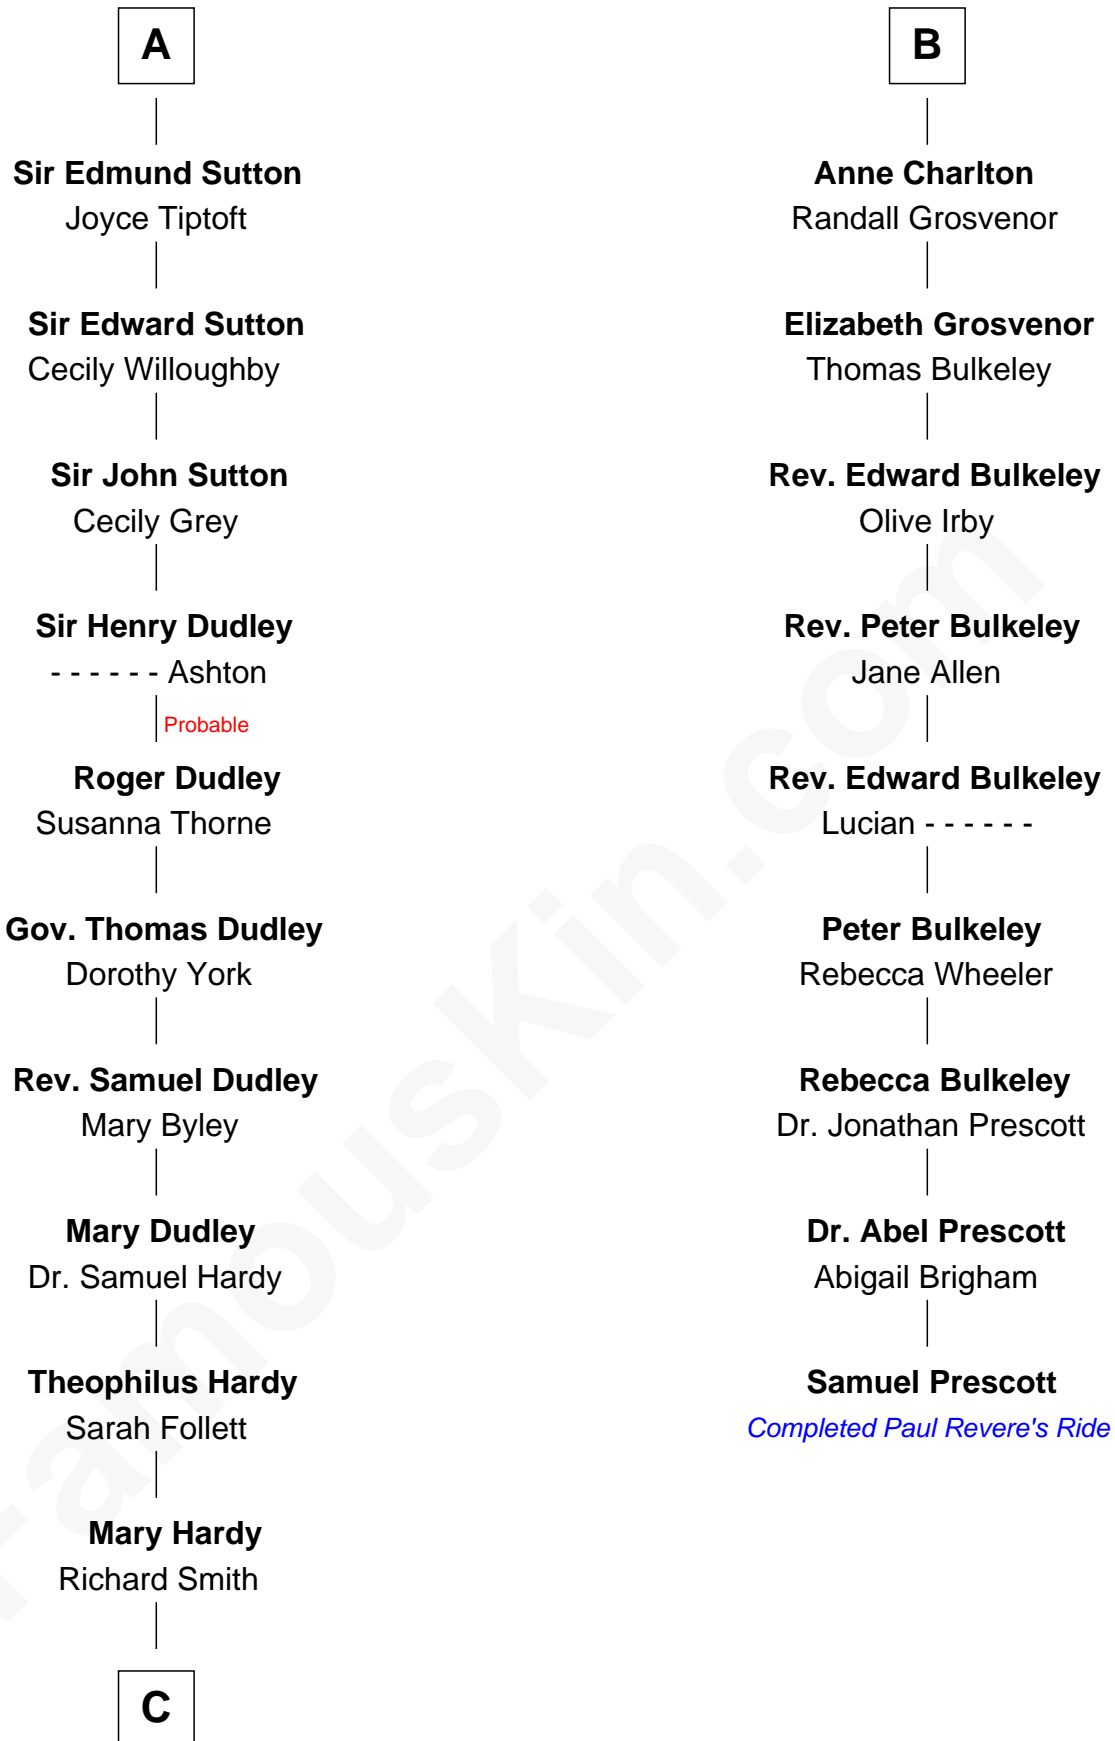 A
Sir Edmund Sutton
Joyce Tiptoft
Sir Edward Sutton
Cecily Willoughby
Sir John Sutton
Cecily Grey
Sir Henry Dudley
- - - - - - Ashton
Probable
Roger Dudley
Susanna Thorne
Gov. Thomas Dudley
Dorothy York
Rev. Samuel Dudley
Mary Byley
Mary Dudley
Dr. Samuel Hardy
Theophilus Hardy
Sarah Follett
Mary Hardy
Richard Smith
C
B
Anne Charlton
Randall Grosvenor
Elizabeth Grosvenor
Thomas Bulkeley
Rev. Edward Bulkeley
Olive Irby
Rev. Peter Bulkeley
Jane Allen
Rev. Edward Bulkeley
Lucian - - - - - -
Peter Bulkeley
Rebecca Wheeler
Rebecca Bulkeley
Dr. Jonathan Prescott
Dr. Abel Prescott
Abigail Brigham
Samuel Prescott
Completed Paul Revere's Ride
FamousKin.com